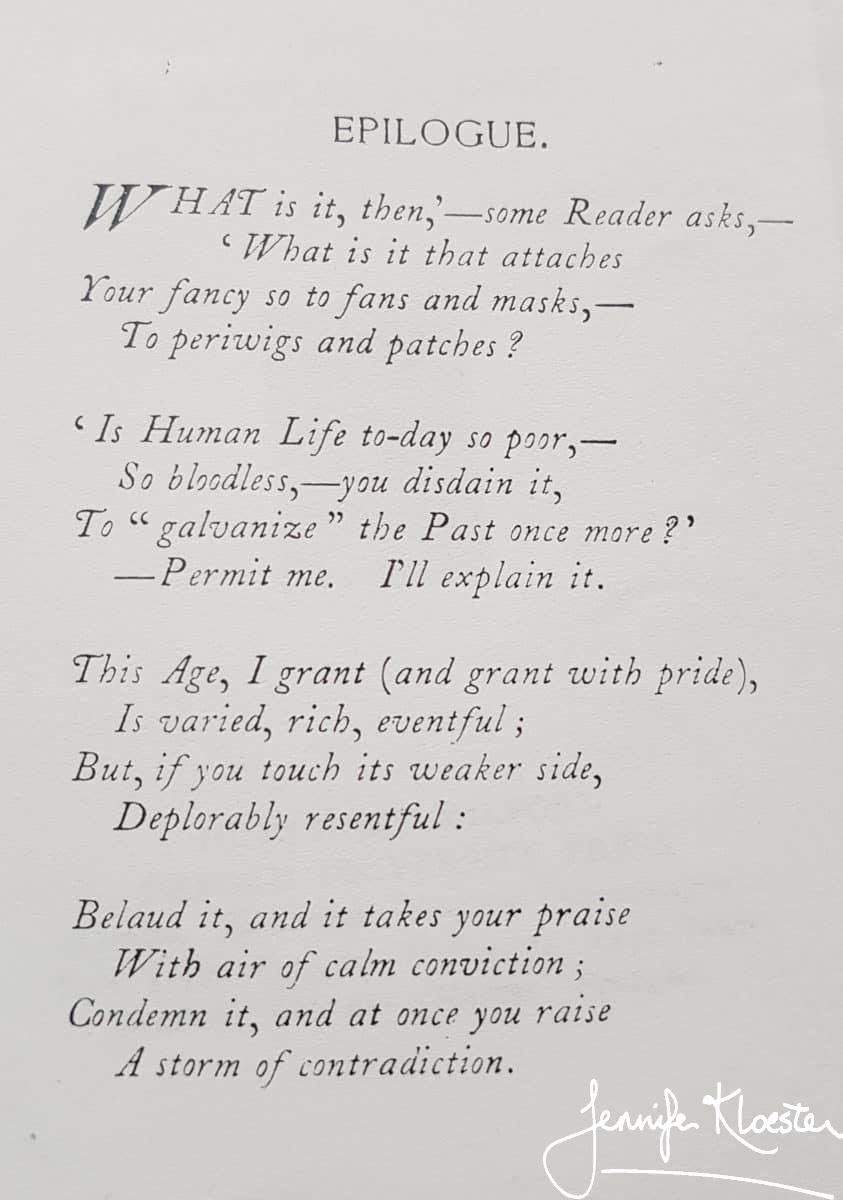 EPILOGUE.
WHAT is it, then,’—some Reader asks,—
‘What is it that attaches
Your fancy so to fans and masks,—
To periwigs and patches?
‘Is Human Life to-day so poor,—
So bloodless,—you disdain it,
To “galvanize” the Past once more?’
—Permit me. I’ll explain it.
This Age, I grant (and grant with pride),
Is varied, rich, eventful;
But, if you touch its weaker side,
Deplorably resentful:
Belaud it, and it takes your praise
With air of calm conviction;
Condemn it, and at once you raise
A storm of contradiction.
Jennifer Kloester